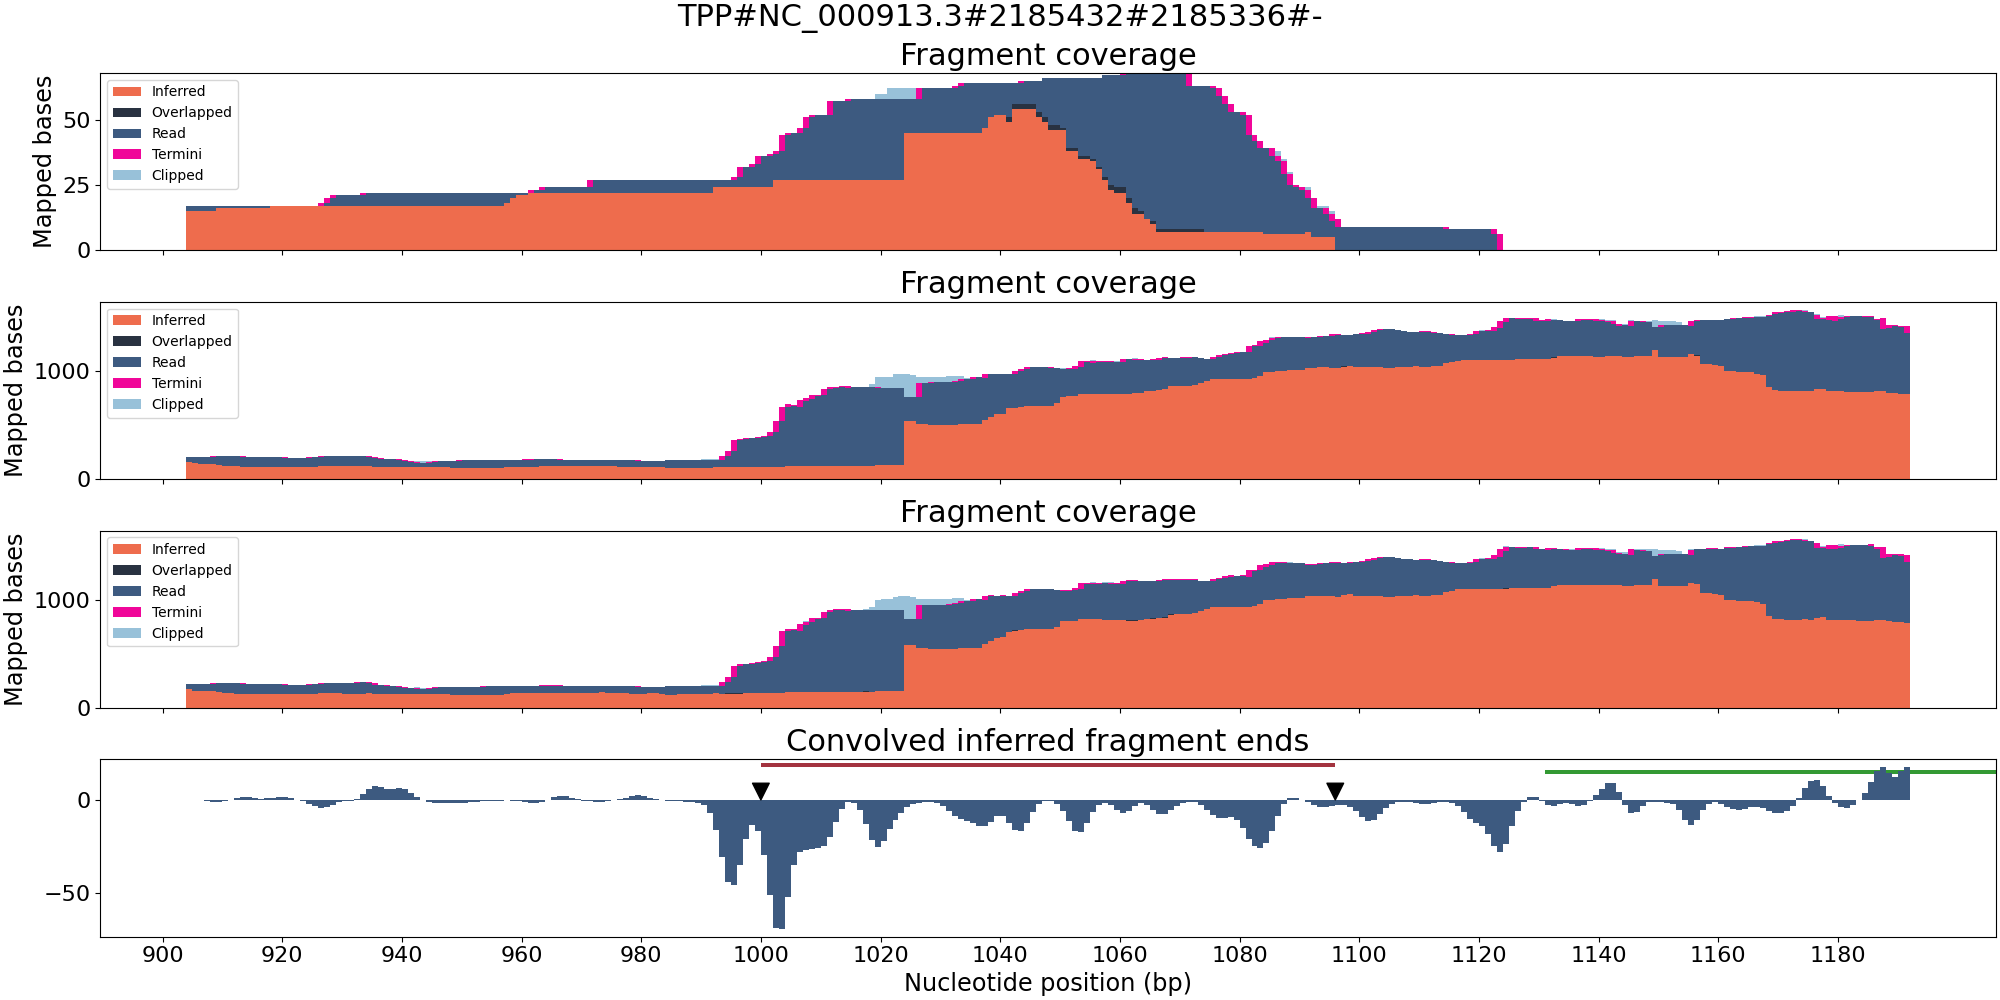 TPP#NC_000913.3#2185432#2185336#-
Fragment coverage
Mapped bases
50
25
0
Inferred
Overlapped
Read
Termini
Clipped
Fragment coverage
Mapped bases
1000
0
Inferred
Overlapped
Read
Termini
Clipped
Fragment coverage
Mapped bases
1000
0
Inferred
Overlapped
Read
Termini
Clipped
Convolved inferred fragment ends
0
−50
900 920 940 960 980 1000 1020 1040 1060 1080 1100 1120 1140 1160 1180
Nucleotide position (bp)